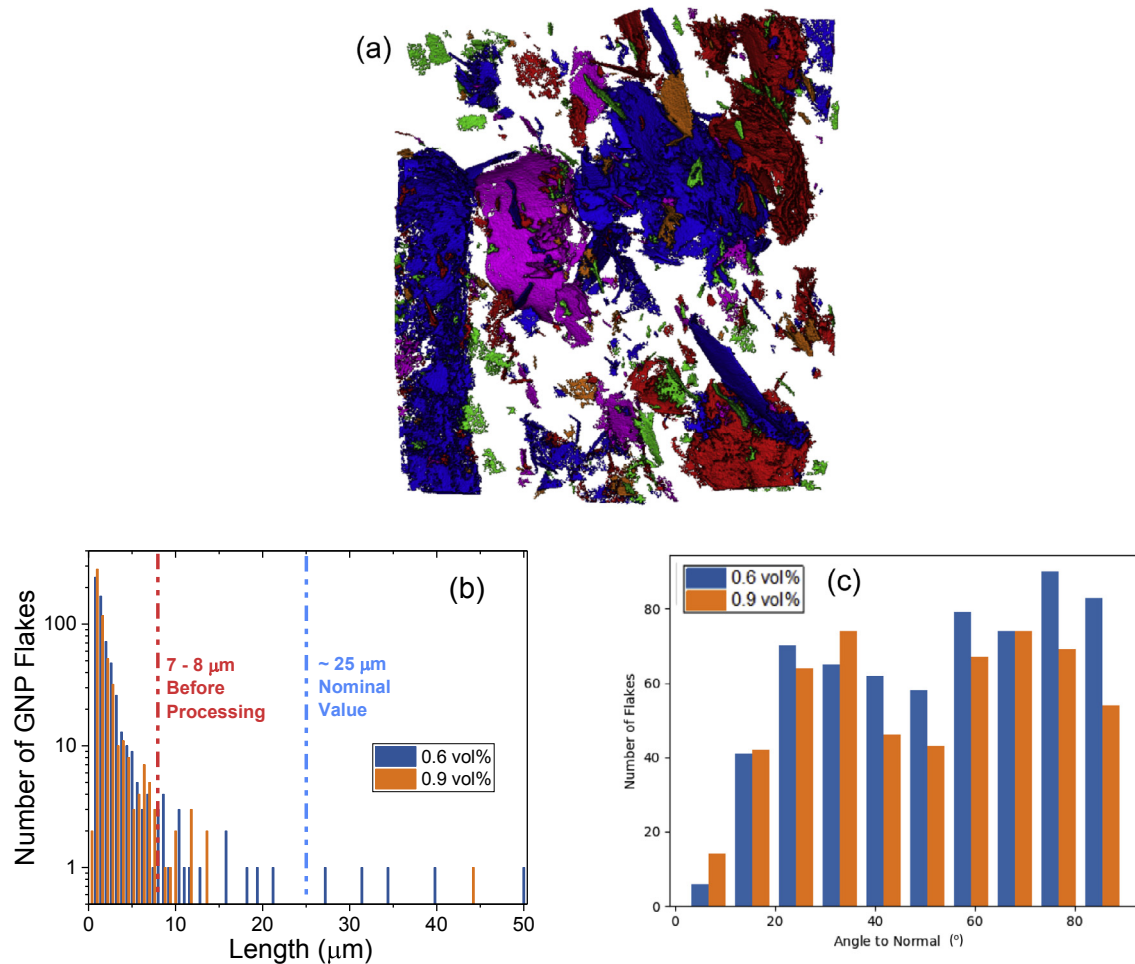 (a)
(b)
Number of GNP Flakes
100
10
1
7 - 8 μm
Before
Processing
~ 25 μm
Nominal
Value
0.6 vol%
0.9 vol%
0 10 20 30 40 50
Length (μm)
(c)
0.6 vol%
0.9 vol%
Number of Flakes
80
60
40
20
0
0 20 40 60 80
Angle to Normal (°)